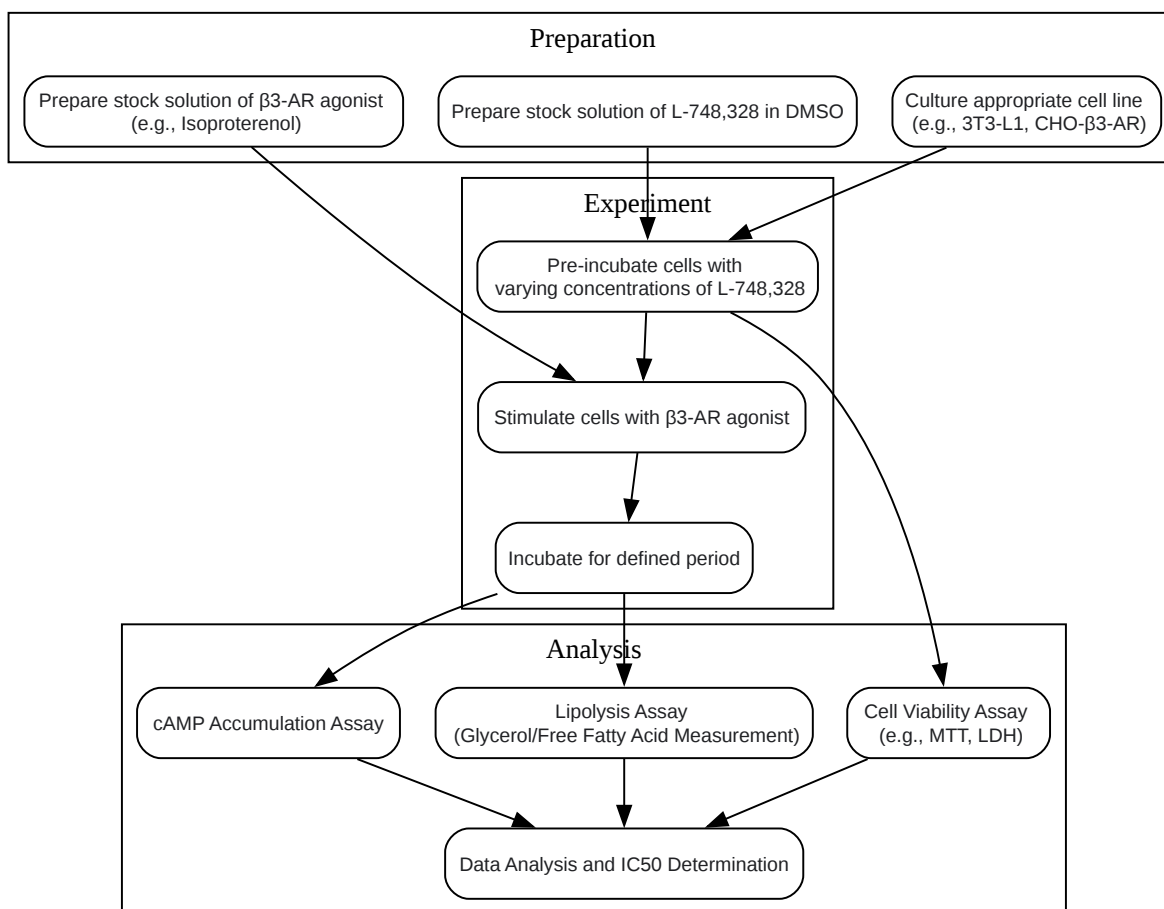 Preparation
Prepare stock solution of β3-AR agonist
(e.g., Isoproterenol)
Prepare stock solution of L-748,328 in DMSO
Culture appropriate cell line
(e.g., 3T3-L1, CHO-β3-AR)
Experiment
Pre-incubate cells with
varying concentrations of L-748,328
Stimulate cells with β3-AR agonist
Incubate for defined period
Analysis
cAMP Accumulation Assay
Lipolysis Assay
(Glycerol/Free Fatty Acid Measurement)
Cell Viability Assay
(e.g., MTT, LDH)
Data Analysis and IC50 Determination